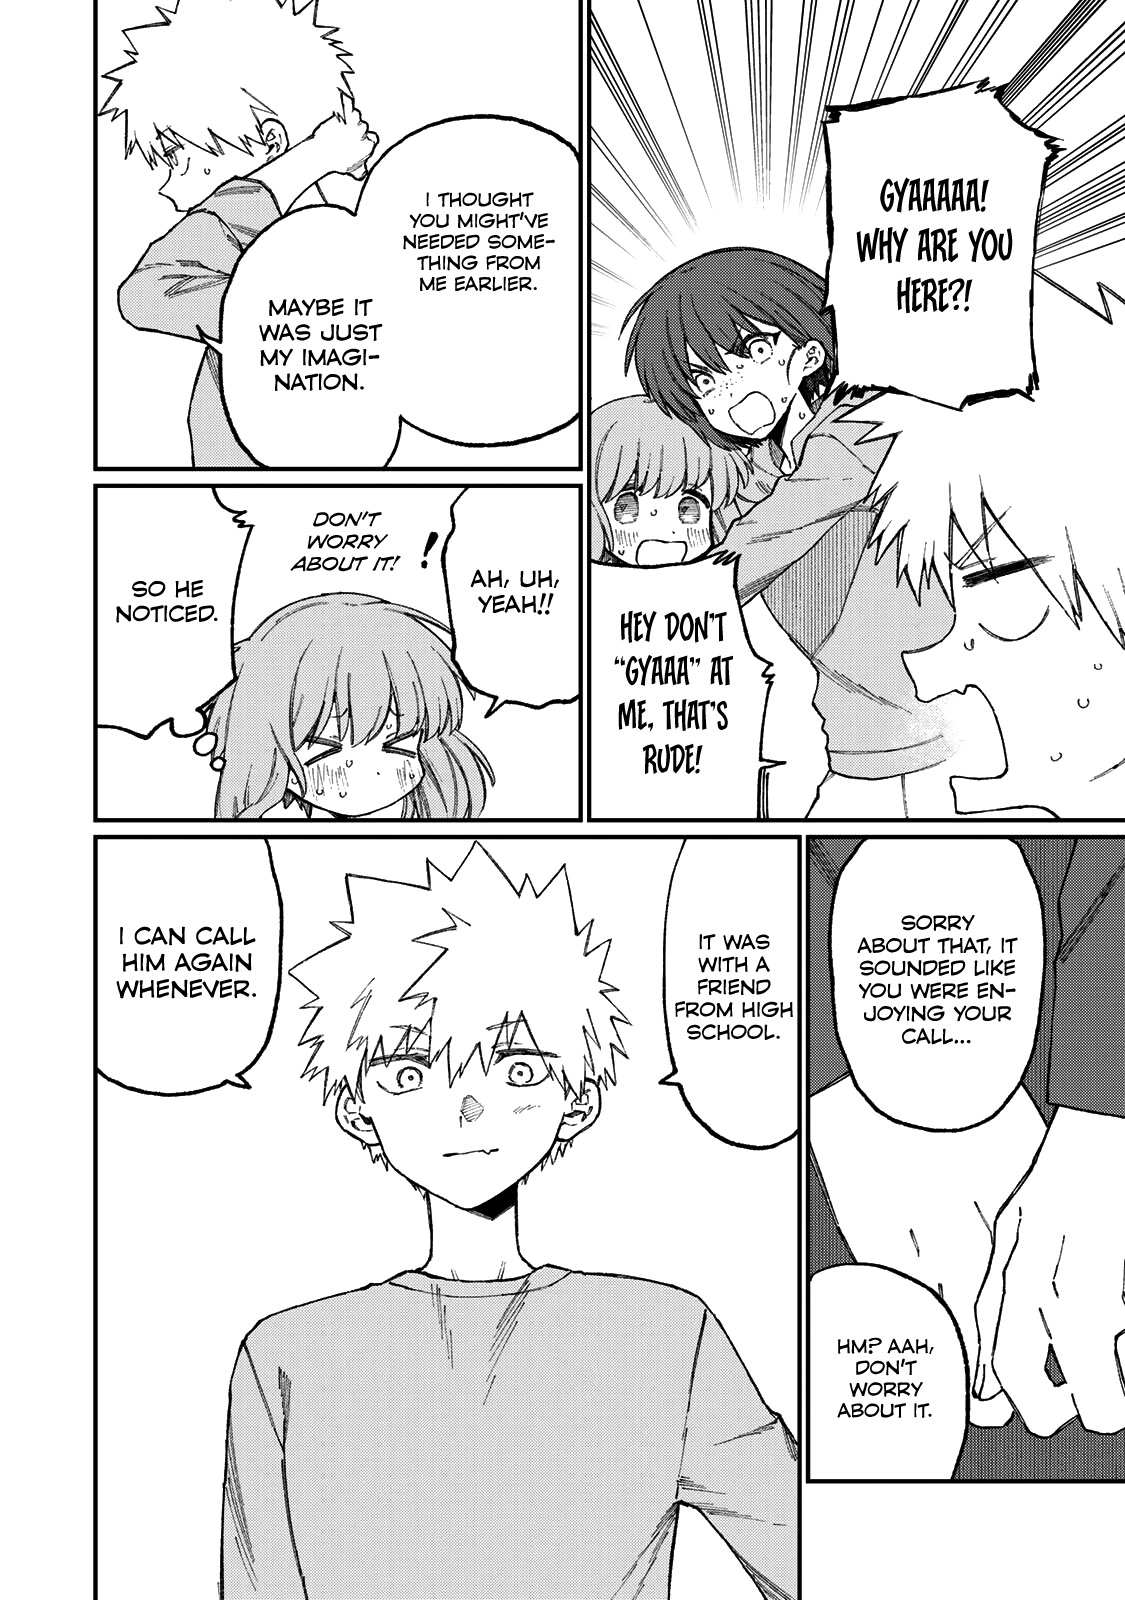 GYAAAAA!
WHY ARE YOU
HERE?!
HEY DON'T
"GYAAA" AT
ME, THAT'S
RUDE!
I THOUGHT
YOU MIGHT'VE
NEEDED SOME-
THING FROM
ME EARLIER.
MAYBE IT
WAS JUST
MY IMAGI-
NATION.
AH, UH,
YEAH!!
!
DON'T
WORRY
ABOUT IT!
SO HE
NOTICED.
SORRY
ABOUT THAT, IT
SOUNDED LIKE
YOU WERE EN-
JOYING YOUR
CALL...
HM? AAH,
DON'T
WORRY
ABOUT IT.
IT WAS
WITH A
FRIEND
FROM HIGH
SCHOOL.
I CAN CALL
HIM AGAIN
WHENEVER.